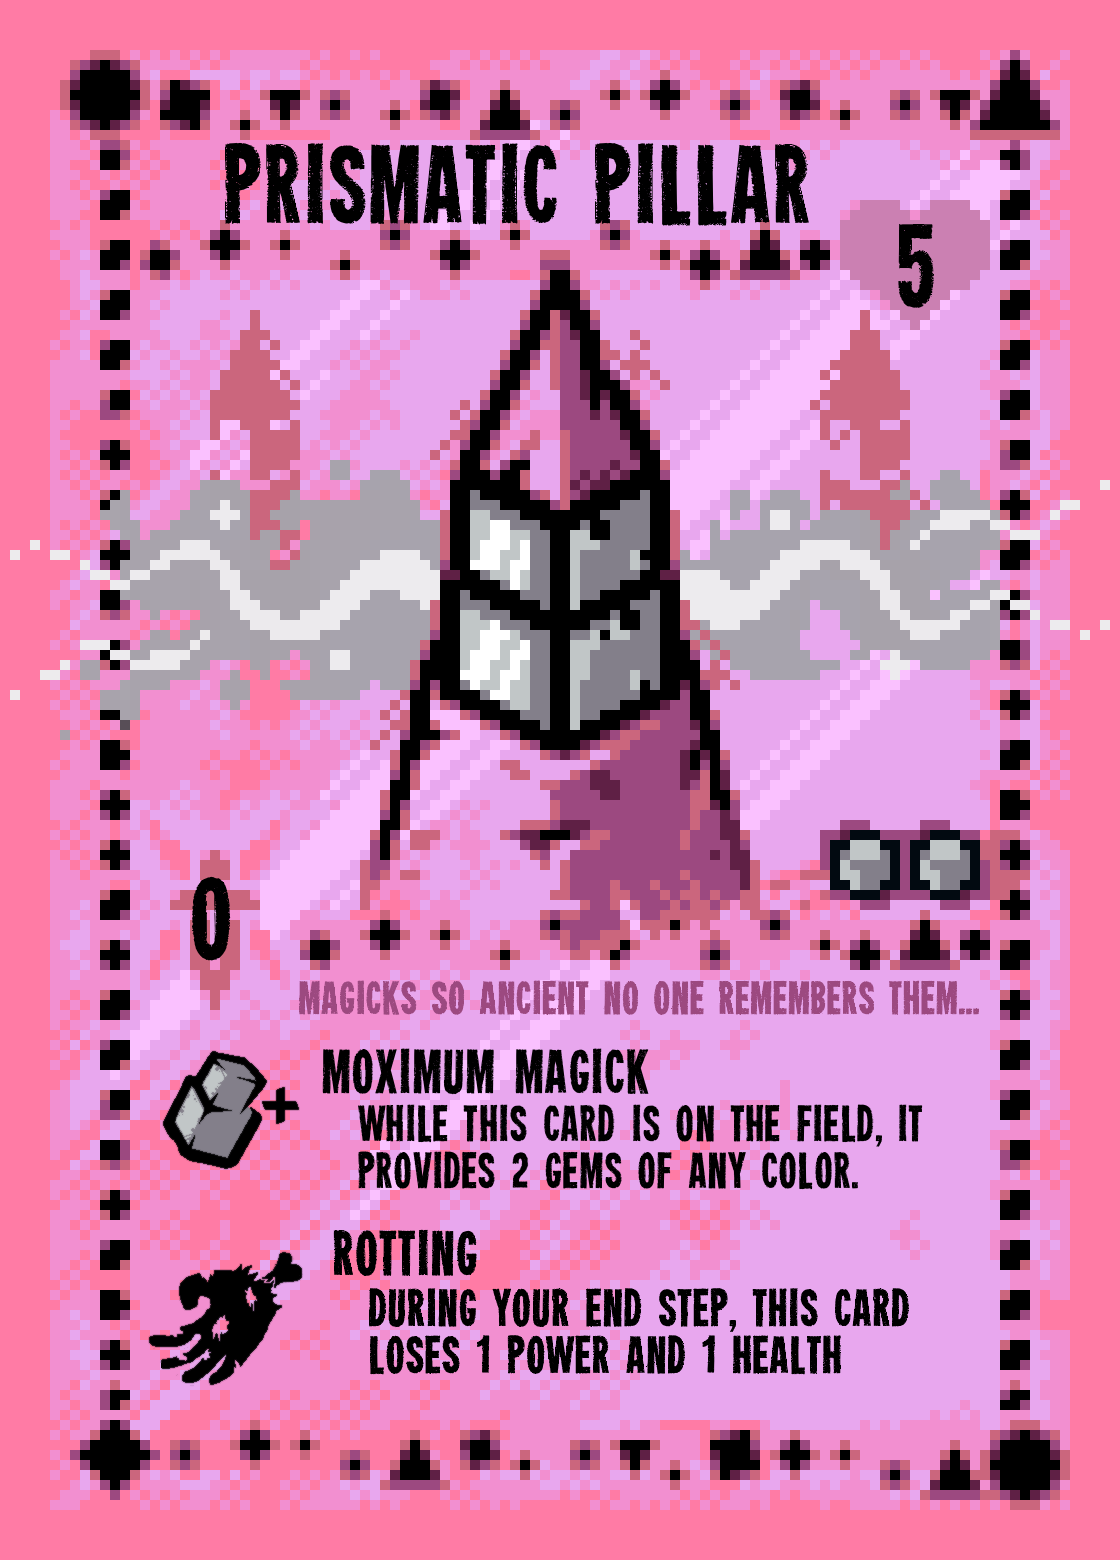 PRISMATIC PILLAR
5
0
MAGICKS SO ANCIENT NO ONE REMEMBERS THEM...
+
MOXIMUM MAGICK
WHILE THIS CARD IS ON THE FIELD, IT
PROVIDES 2 GEMS OF ANY COLOR.
ROTTING
DURING YOUR END STEP, THIS CARD
LOSES 1 POWER AND 1 HEALTH